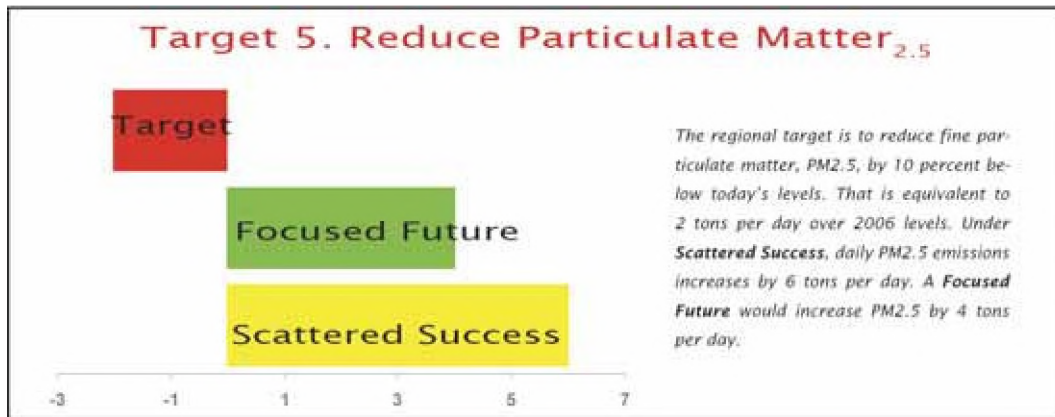 Target 5. Reduce Particulate Matter2.5
Target
Focused Future
Scattered Success
-3 -1 1 3 5 7
The regional target is to reduce fine par-
ticulate matter, PM2.5, by 10 percent be-
low today's levels. That is equivalent to
2 tons per day over 2006 levels. Under
Scattered Success, daily PM2.5 emissions
increases by 6 tons per day. A Focused
Future would increase PM2.5 by 4 tons
per day.